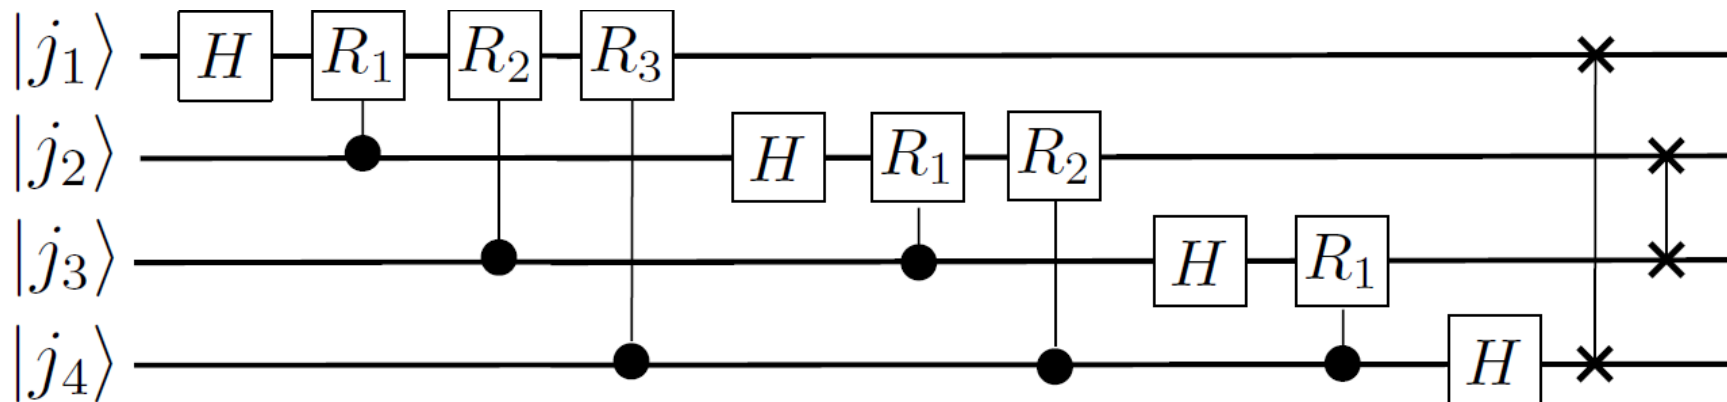 |j₁⟩ H R₁ R₂ R₃
|j₂⟩ H R₁ R₂
|j₃⟩ H R₁
|j₄⟩ H